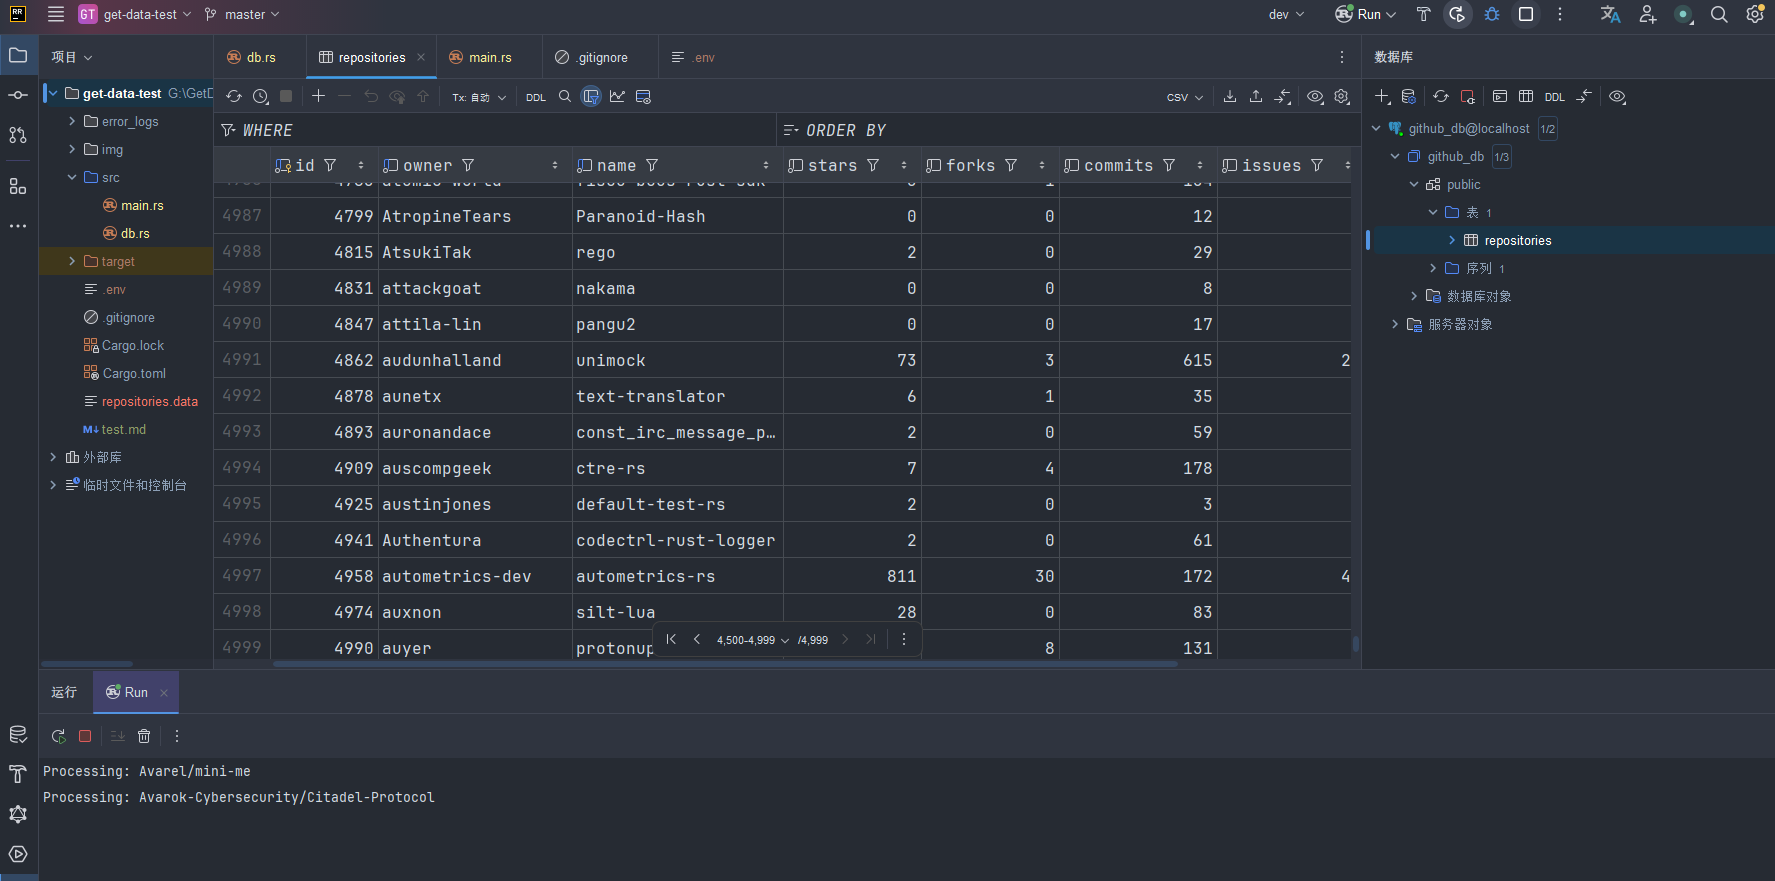 RR
GT get-data-test
master
dev
Run
项目
db.rs
repositories
main.rs
.gitignore
.env
数据库
get-data-test G:\GetD
error_logs
img
src
main.rs
db.rs
target
.env
.gitignore
Cargo.lock
Cargo.toml
repositories.data
M↓ test.md
外部库
临时文件和控制台
Tx: 自动
DDL
CSV
WHERE
ORDER BY
id owner name stars forks commits issues
4987 4799 AtropineTears Paranoid-Hash 0 0 12
4988 4815 AtsukiTak rego 2 0 29
4989 4831 attackgoat nakama 0 0 8
4990 4847 attila-lin pangu2 0 0 17
4991 4862 audunhalland unimock 73 3 615 2
4992 4878 aunetx text-translator 6 1 35
4993 4893 auronandace const_irc_message_p… 2 0 59
4994 4909 auscompgeek ctre-rs 7 4 178
4995 4925 austinjones default-test-rs 2 0 3
4996 4941 Authentura codectrl-rust-logger 2 0 61
4997 4958 autometrics-dev autometrics-rs 811 30 172 4
4998 4974 auxnon silt-lua 28 0 83
4999 4990 auyer protonup 8 131
4,500-4,999 /4,999
DDL
github_db@localhost 1/2
github_db 1/3
public
表 1
repositories
序列 1
数据库对象
服务器对象
运行
Run
Processing: Avarel/mini-me
Processing: Avarok-Cybersecurity/Citadel-Protocol